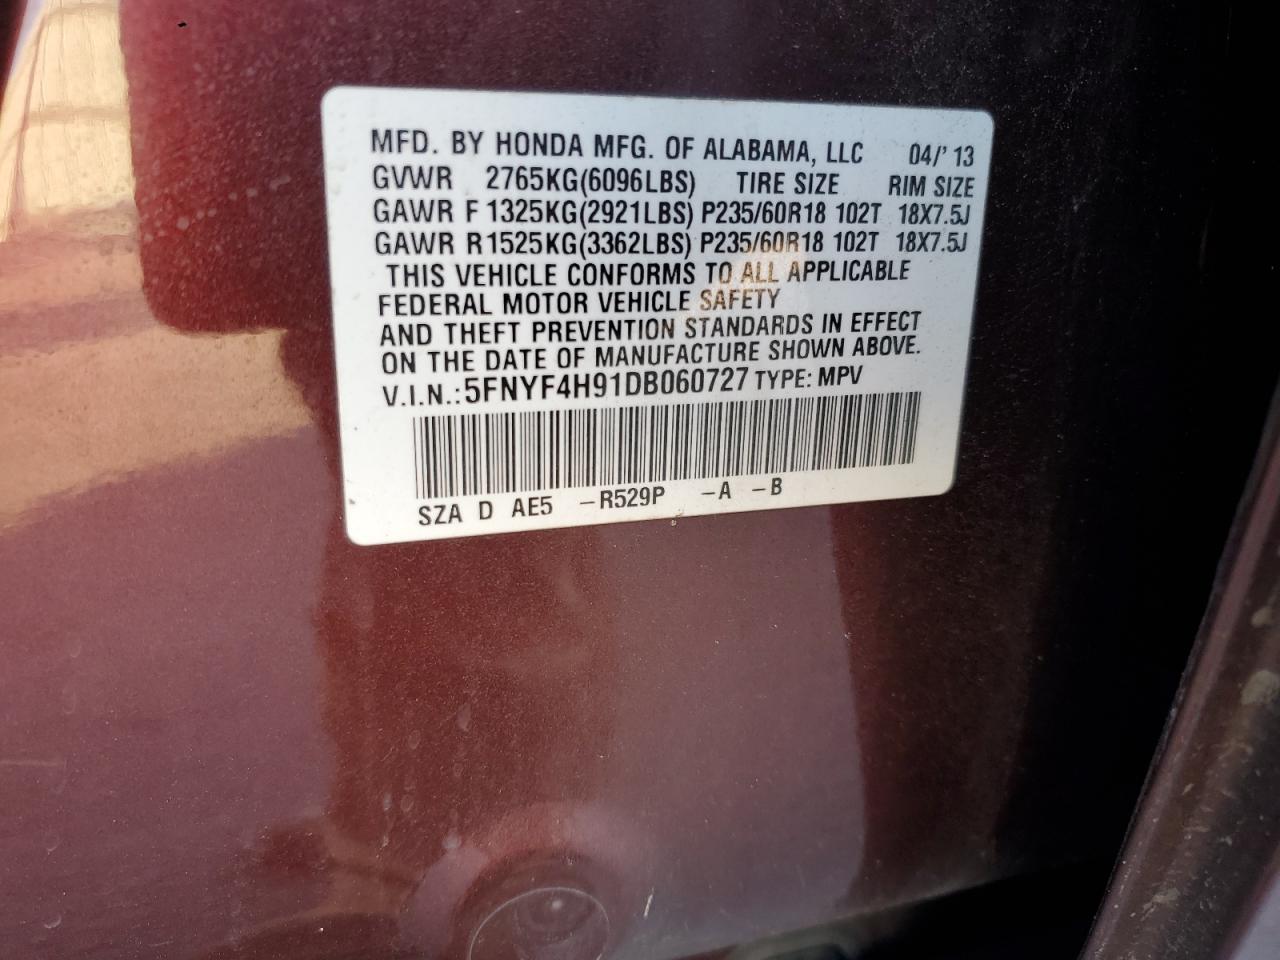 MFD. BY HONDA MFG. OF ALABAMA, LLC 04/' 13
GVWR 2765KG(6096LBS) TIRE SIZE RIM SIZE
GAWR F 1325KG(2921LBS) P235/60R18 102T 18X7.5J
GAWR R1525KG(3362LBS) P235/60R18 102T 18X7.5J
THIS VEHICLE CONFORMS TO ALL APPLICABLE
FEDERAL MOTOR VEHICLE SAFETY
AND THEFT PREVENTION STANDARDS IN EFFECT
ON THE DATE OF MANUFACTURE SHOWN ABOVE.
V.I.N.:5FNYF4H91DB060727 TYPE: MPV
SZA D AE5 -R529P -A -B